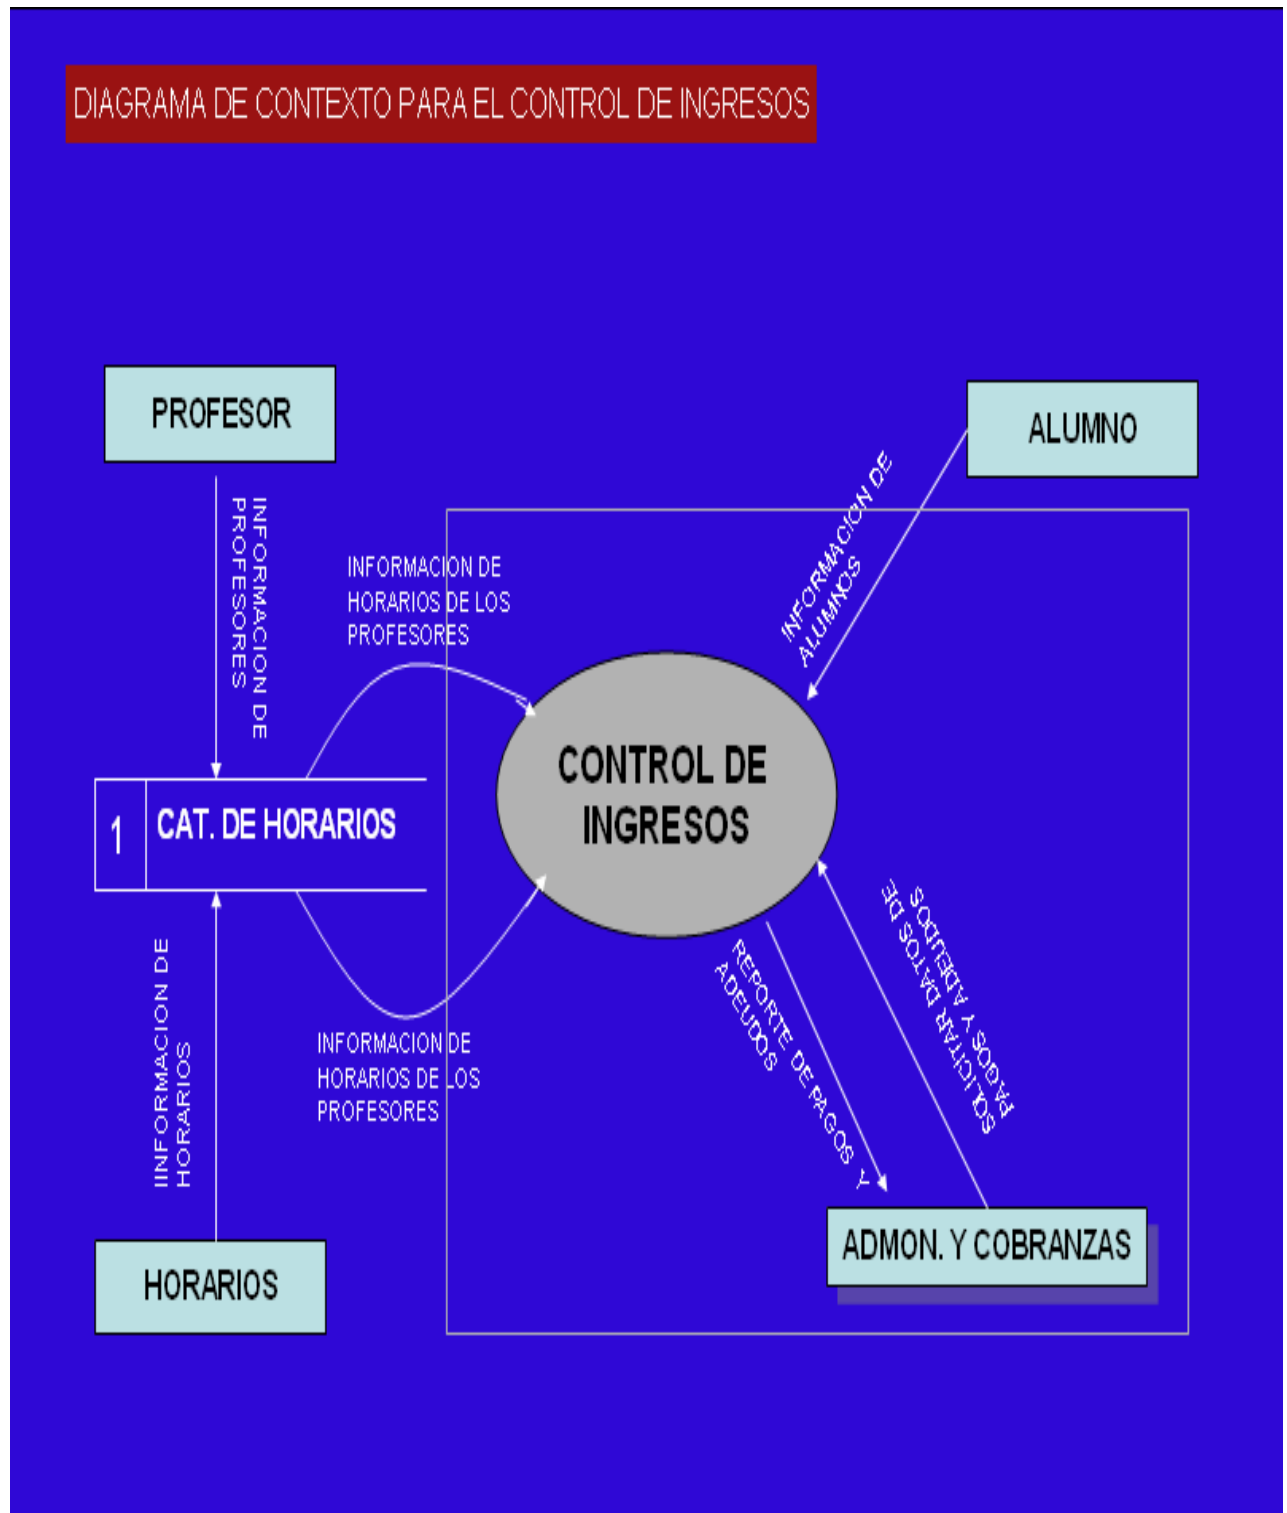 DIAGRAMA DE CONTEXTO PARA EL CONTROL DE INGRESOS
PROFESOR
ALUMNO
INFORMACION DE
PROFESORES
INFORMACION DE
HORARIOS DE LOS
PROFESORES
INFORMACION DE
ALUMNOS
CONTROL DE
INGRESOS
1
CAT. DE HORARIOS
IINFORMACION DE
HORARIOS
INFORMACION DE
HORARIOS DE LOS
PROFESORES
REPORTE DE PAGOS Y
ADEUDOS
SOLICITAR DATOS DE
PAGOS Y ADEUDOS
ADMON. Y COBRANZAS
HORARIOS